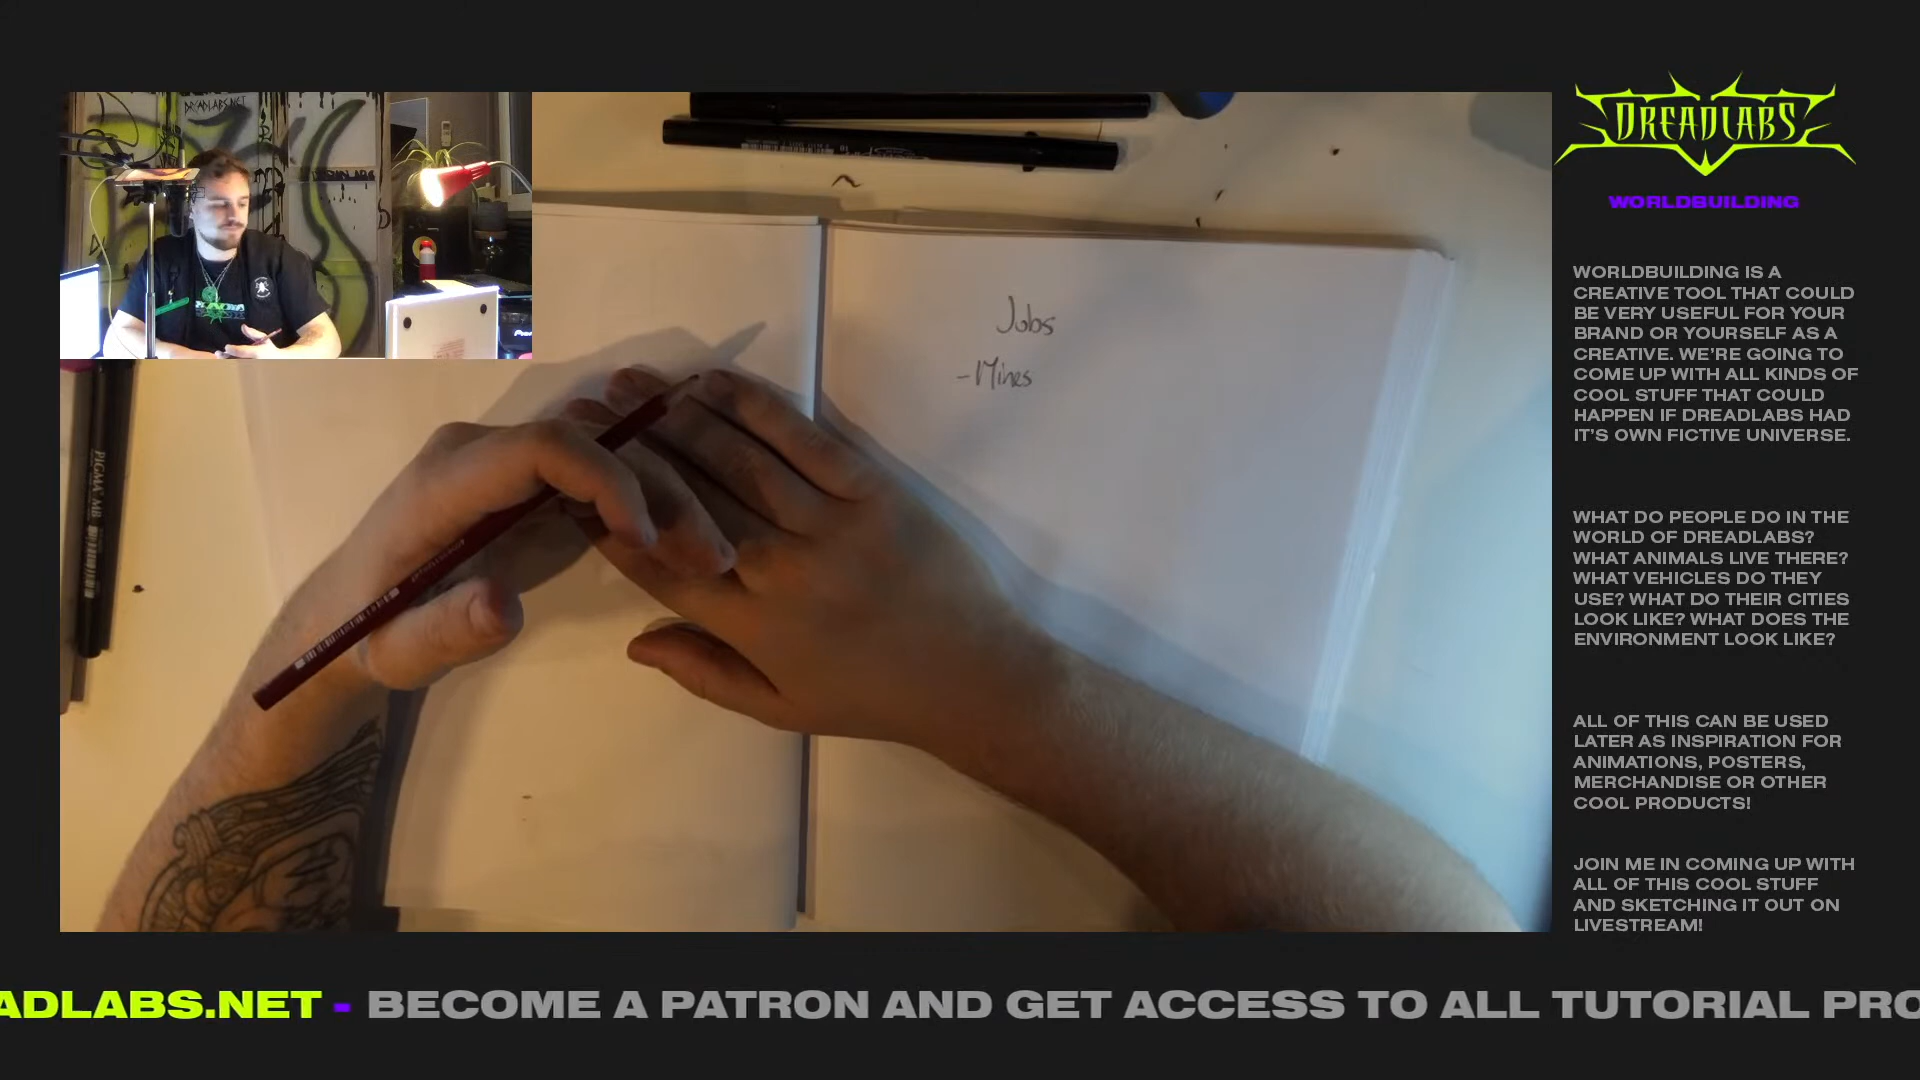 DREADLABS.NET
DREADLABS
WORLDBUILDING
Jobs
-Mines
WORLDBUILDING IS A
CREATIVE TOOL THAT COULD
BE VERY USEFUL FOR YOUR
BRAND OR YOURSELF AS A
CREATIVE. WE'RE GOING TO
COME UP WITH ALL KINDS OF
COOL STUFF THAT COULD
HAPPEN IF DREADLABS HAD
IT'S OWN FICTIVE UNIVERSE.
WHAT DO PEOPLE DO IN THE
WORLD OF DREADLABS?
WHAT ANIMALS LIVE THERE?
WHAT VEHICLES DO THEY
USE? WHAT DO THEIR CITIES
LOOK LIKE? WHAT DOES THE
ENVIRONMENT LOOK LIKE?
ALL OF THIS CAN BE USED
LATER AS INSPIRATION FOR
ANIMATIONS, POSTERS,
MERCHANDISE OR OTHER
COOL PRODUCTS!
JOIN ME IN COMING UP WITH
ALL OF THIS COOL STUFF
AND SKETCHING IT OUT ON
LIVESTREAM!
PIGMA MB
ADLABS.NET - BECOME A PATRON AND GET ACCESS TO ALL TUTORIAL PRO